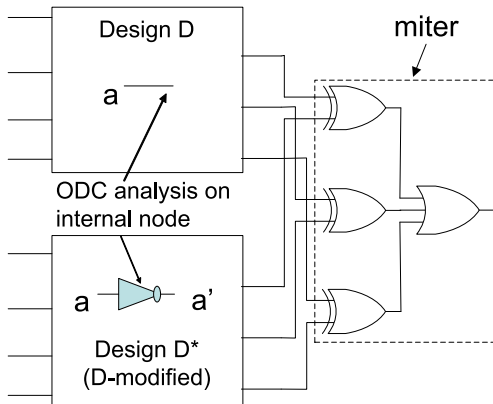 Design D
miter
a
ODC analysis on
internal node
a
a'
Design D*
(D-modified)